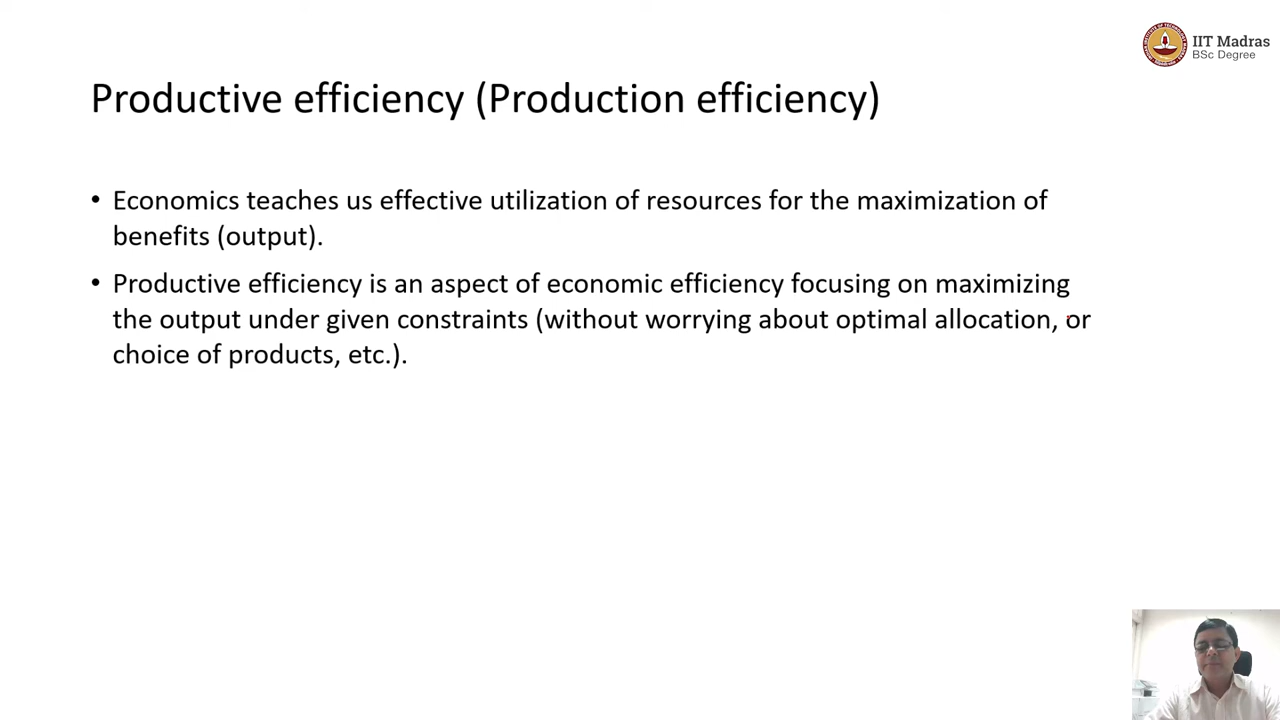 IIT Madras
BSc Degree
Productive efficiency (Production efficiency)
• Economics teaches us effective utilization of resources for the maximization of
benefits (output).
• Productive efficiency is an aspect of economic efficiency focusing on maximizing
the output under given constraints (without worrying about optimal allocation, or
choice of products, etc.).